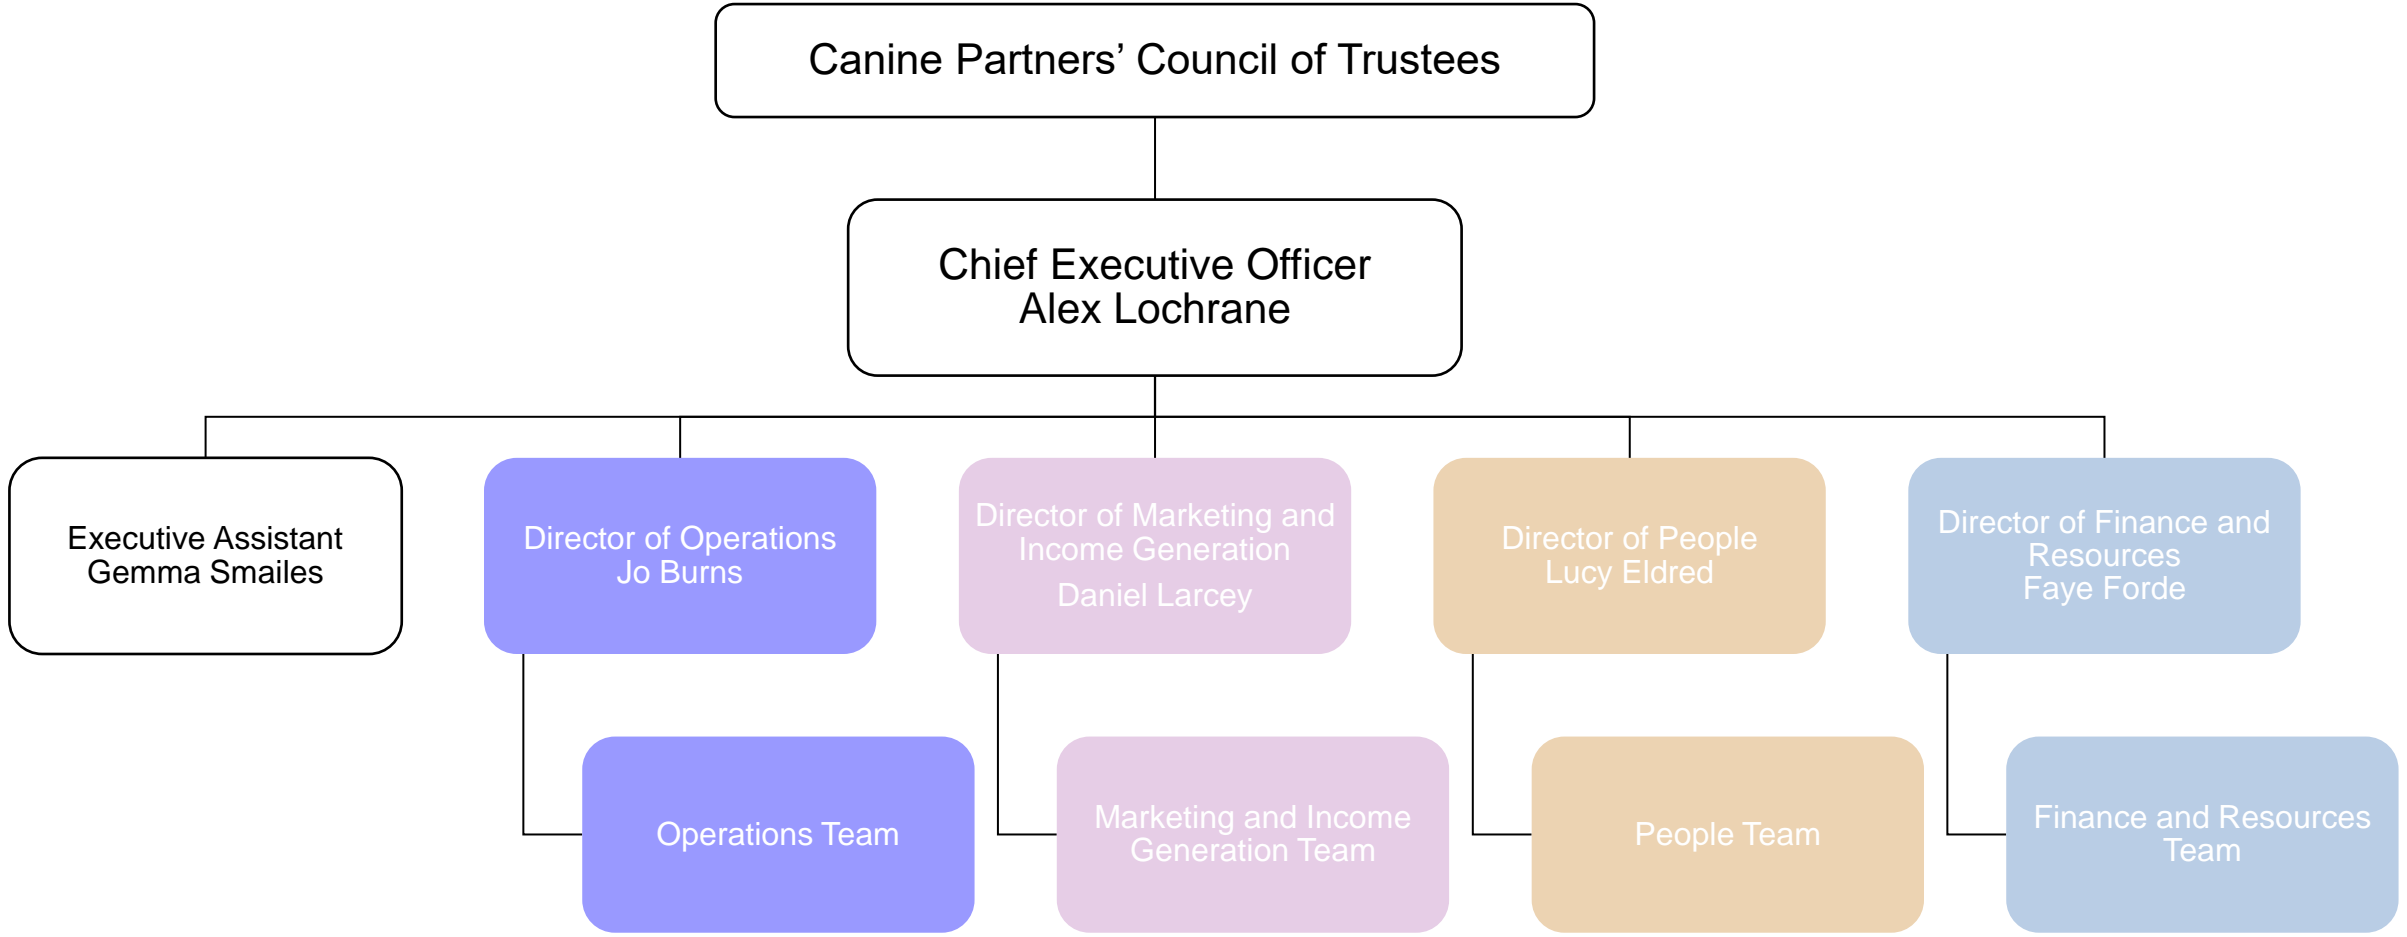 Canine Partners’ Council of Trustees
Chief Executive Officer
Alex Lochrane
Executive Assistant
Gemma Smailes
Director of Operations
Jo Burns
Director of Marketing and
Income Generation
Daniel Larcey
Director of People
Lucy Eldred
Director of Finance and
Resources
Faye Forde
Operations Team
Marketing and Income
Generation Team
People Team
Finance and Resources
Team